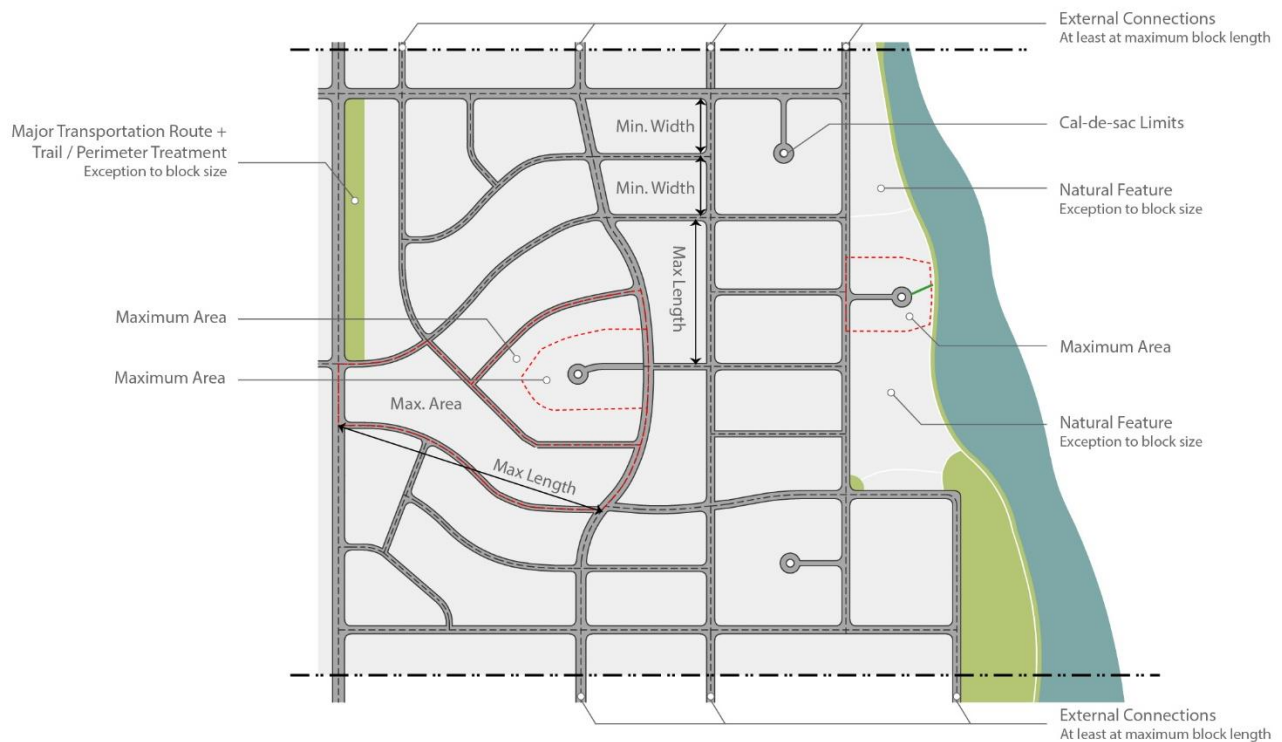 External Connections
At least at maximum block length
Major Transportation Route +
Trail / Perimeter Treatment
Exception to block size
Min. Width
Cal-de-sac Limits
Min. Width
Natural Feature
Exception to block size
Max Length
Maximum Area
Maximum Area
Maximum Area
Max. Area
Natural Feature
Exception to block size
Max Length
External Connections
At least at maximum block length